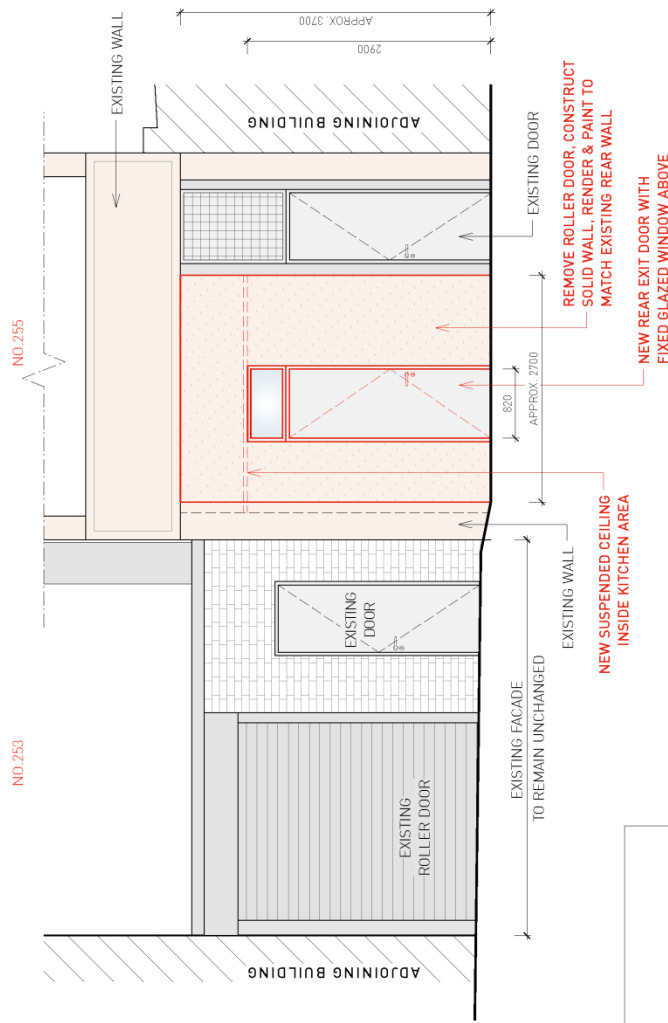 NO.253
NO.255
EXISTING WALL
ADJOINING BUILDING
ADJOINING BUILDING
APPROX. 3700
2900
EXISTING
ROLLER DOOR
EXISTING
DOOR
820
APPROX. 2700
EXISTING FACADE
TO REMAIN UNCHANGED
EXISTING WALL
NEW SUSPENDED CEILING
INSIDE KITCHEN AREA
EXISTING DOOR
REMOVE ROLLER DOOR, CONSTRUCT
SOLID WALL, RENDER & PAINT TO
MATCH EXISTING REAR WALL
NEW REAR EXIT DOOR WITH
FIXED GLAZED WINDOW ABOVE